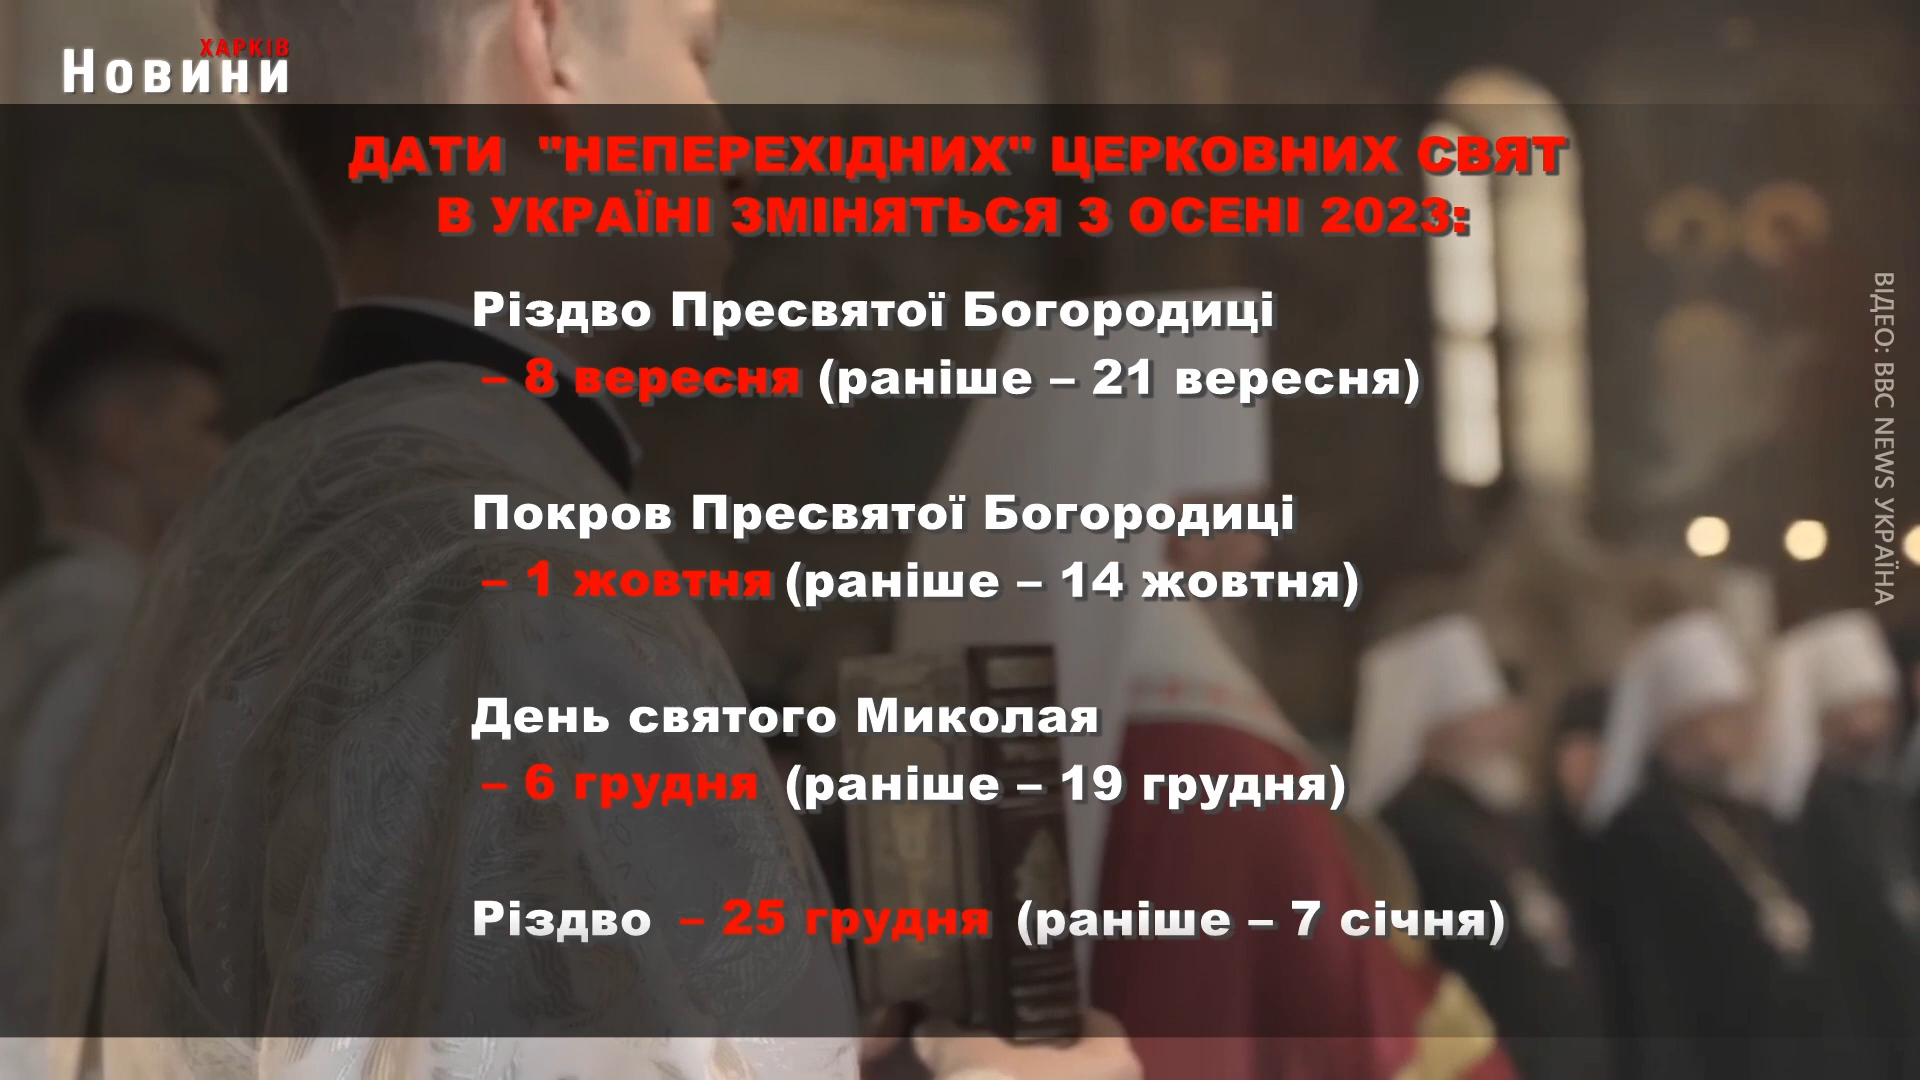 ХАРКІВ
Новини
ДАТИ "НЕПЕРЕХІДНИХ" ЦЕРКОВНИХ СВЯТ
В УКРАЇНІ ЗМІНЯТЬСЯ З ОСЕНІ 2023:
Різдво Пресвятої Богородиці
– 8 вересня (раніше – 21 вересня)
Покров Пресвятої Богородиці
– 1 жовтня (раніше – 14 жовтня)
День святого Миколая
– 6 грудня (раніше – 19 грудня)
Різдво – 25 грудня (раніше – 7 січня)
ВІДЕО: BBC NEWS УКРАЇНА